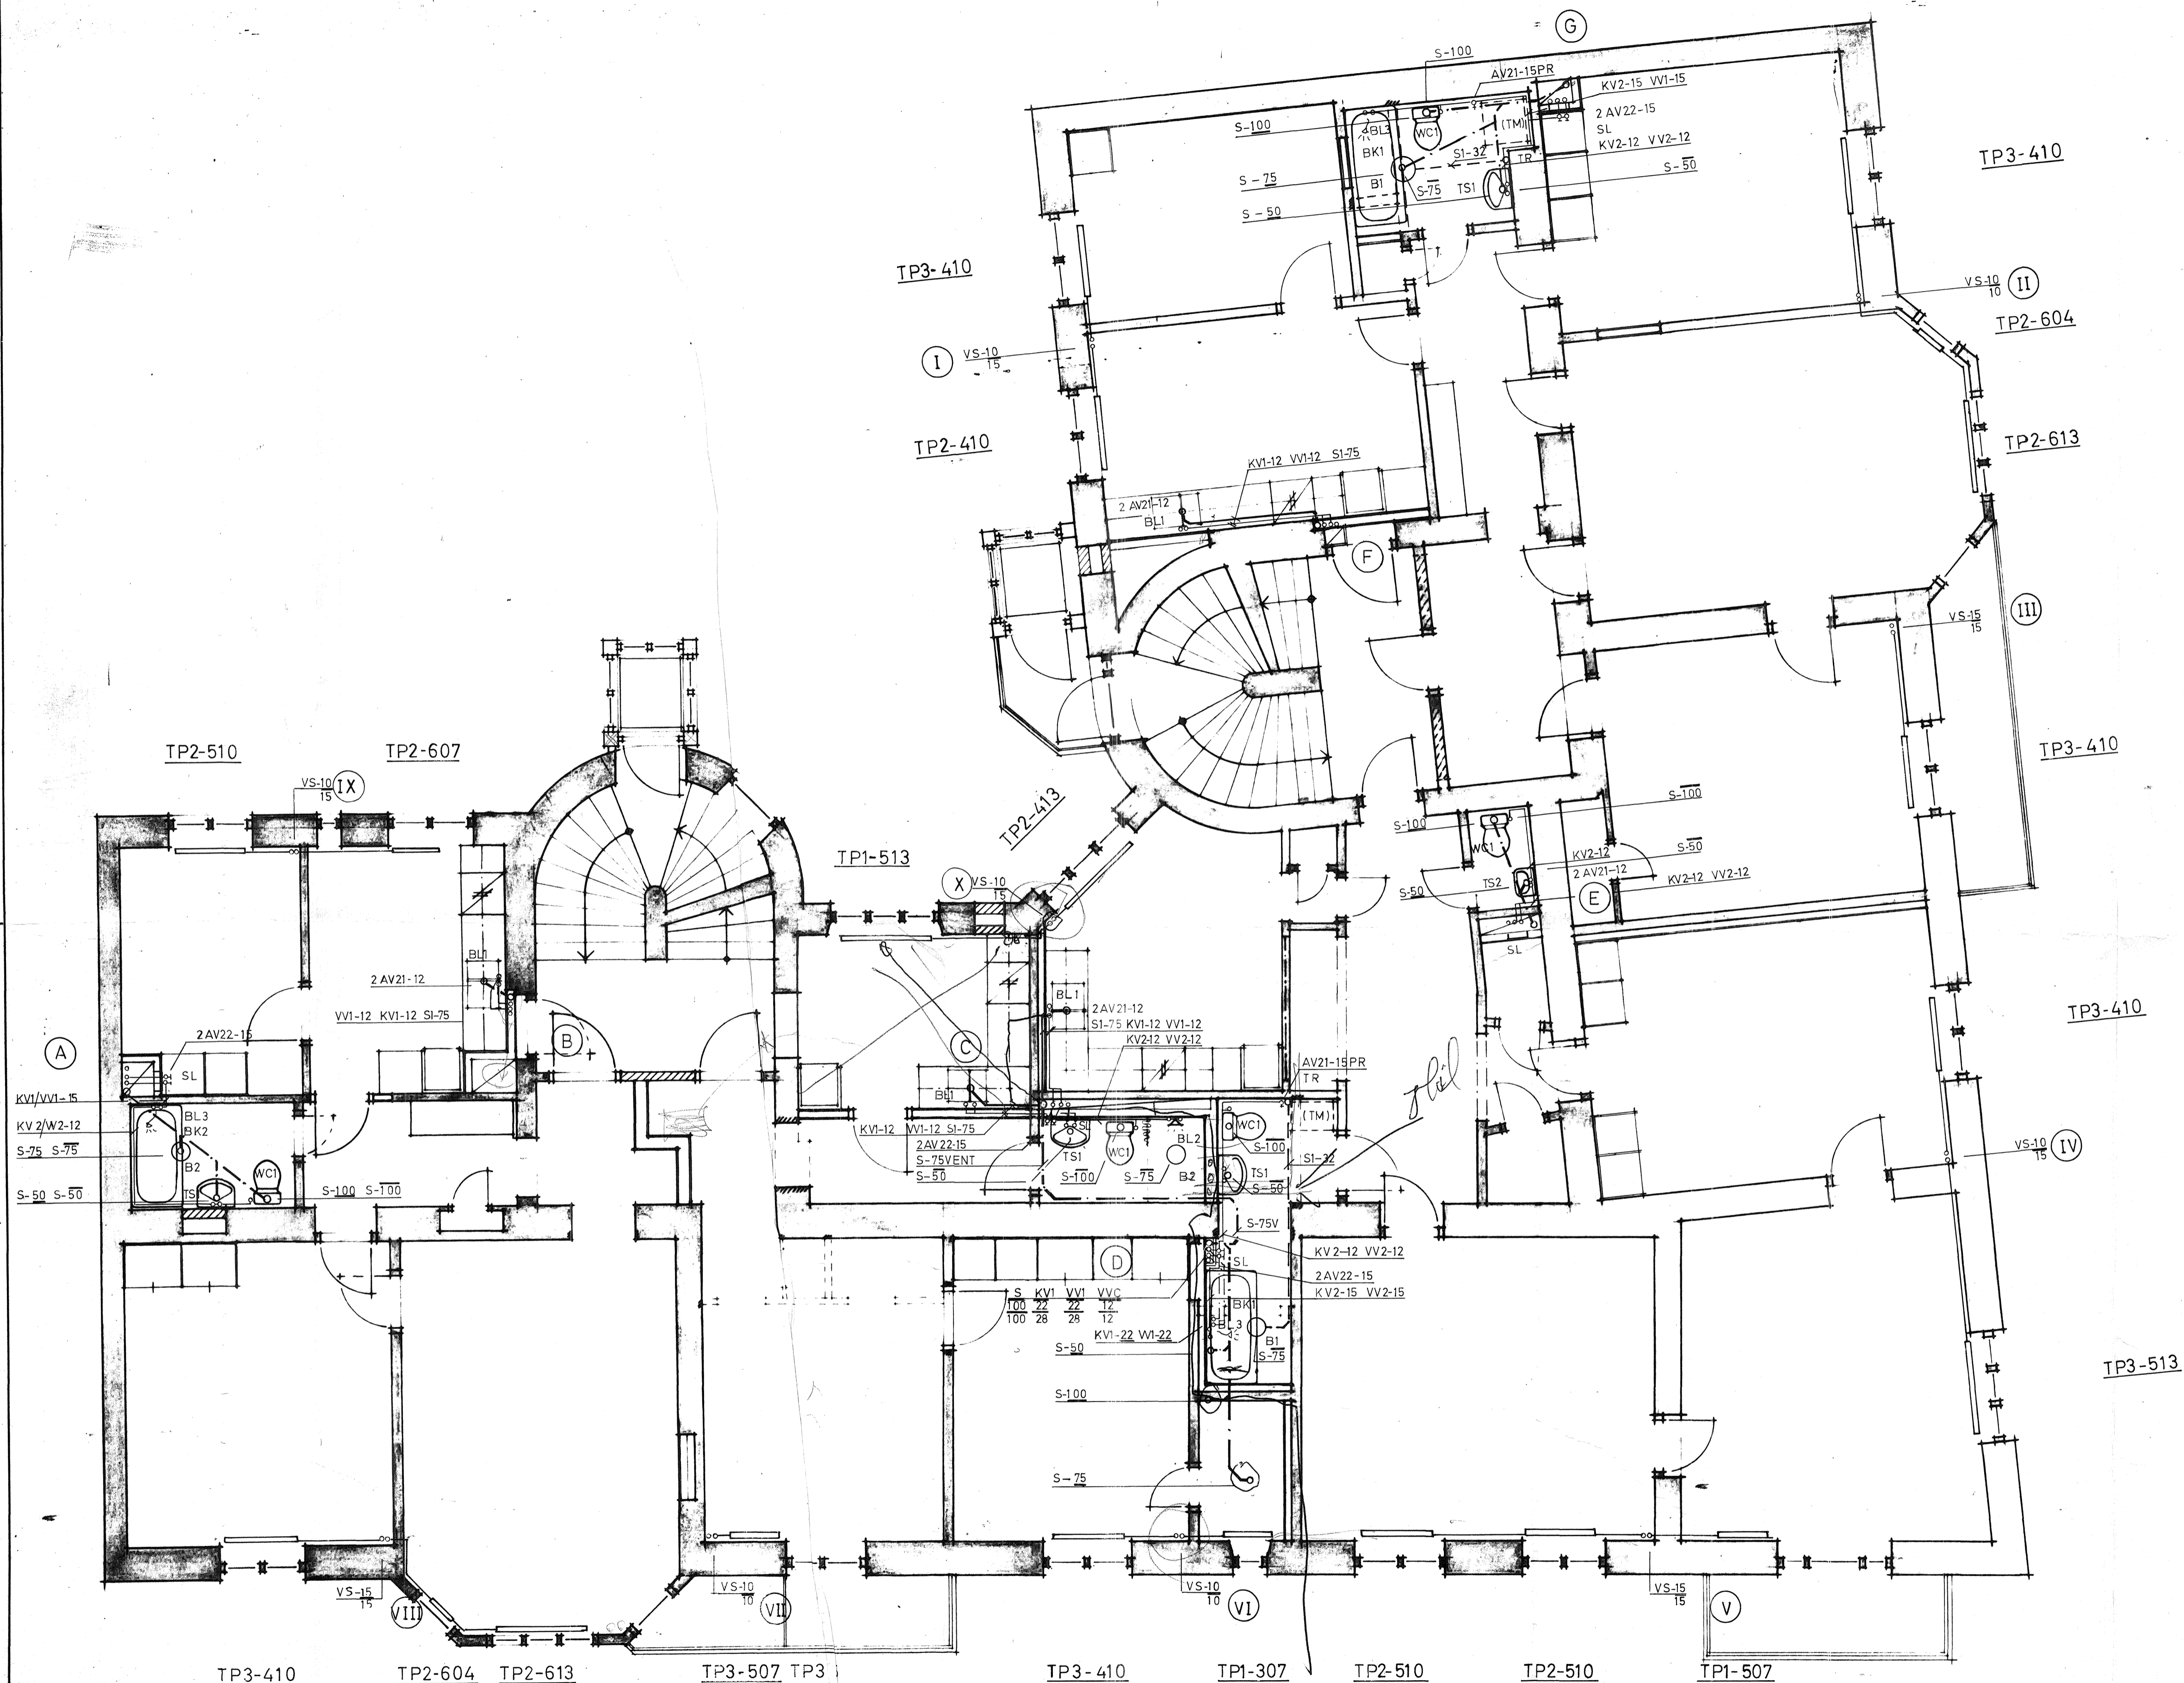 G
S-100
AV21-15PR
KV2-15 VV1-15
2 AV22-15
SL
KV2-12 VV2-12
S-50
S-100
BL3
BK1
B1
WC1
(TM)
S1-32
TR
S-75
S-75
TS1
S-50
TP3-410
TP3-410
VS-10
10
II
TP2-604
I
VS-10
15
TP2-410
TP2-613
KV1-12 VV1-12 S1-75
2 AV21-12
BL1
F
VS-15
15
III
TP2-510
TP2-607
VS-10
15
IX
TP2-413
TP1-513
X
VS-10
15
TP3-410
S-100
S-100
WC1
KV2-12
S-50
2 AV21-12
KV2-12 VV2-12
TS2
S-50
E
SL
BL1
2 AV21-12
VV1-12 KV1-12 S1-75
B
A
2AV22-15
SL
KV1/VV1-15
KV2/VV2-12
S-75 S-75
S-50 S-50
BL3
BK2
B2
WC1
TS1
S-100 S-100
C
BL1
BL1
2AV21-12
S1-75 KV1-12 VV1-12
KV2-12 VV2-12
AV21-15PR
TR
(TM)
Hål
TP3-410
KV1-12 VV1-12 S1-75
2AV22-15
S-75VENT
S-50
SL
TS1
WC1
S-100
S-75
BL2
B2
WC1
S-100
TS1
S-50
S1-32
VS-10
15
IV
S-75V
KV2-12 VV2-12
SL
2AV22-15
KV2-15 VV2-15
D
S KV1 VV1 VVC
100 22 22 12
100 28 28 12
KV1-22 VV1-22
BK1
BL3
B1
S-75
S-50
S-100
S-75
TP3-513
VS-15
15
VIII
VS-10
10
VII
VS-10
10
VI
VS-15
15
V
TP3-410
TP2-604
TP2-613
TP3-507 TP3
TP3-410
TP1-307
TP2-510
TP2-510
TP1-507